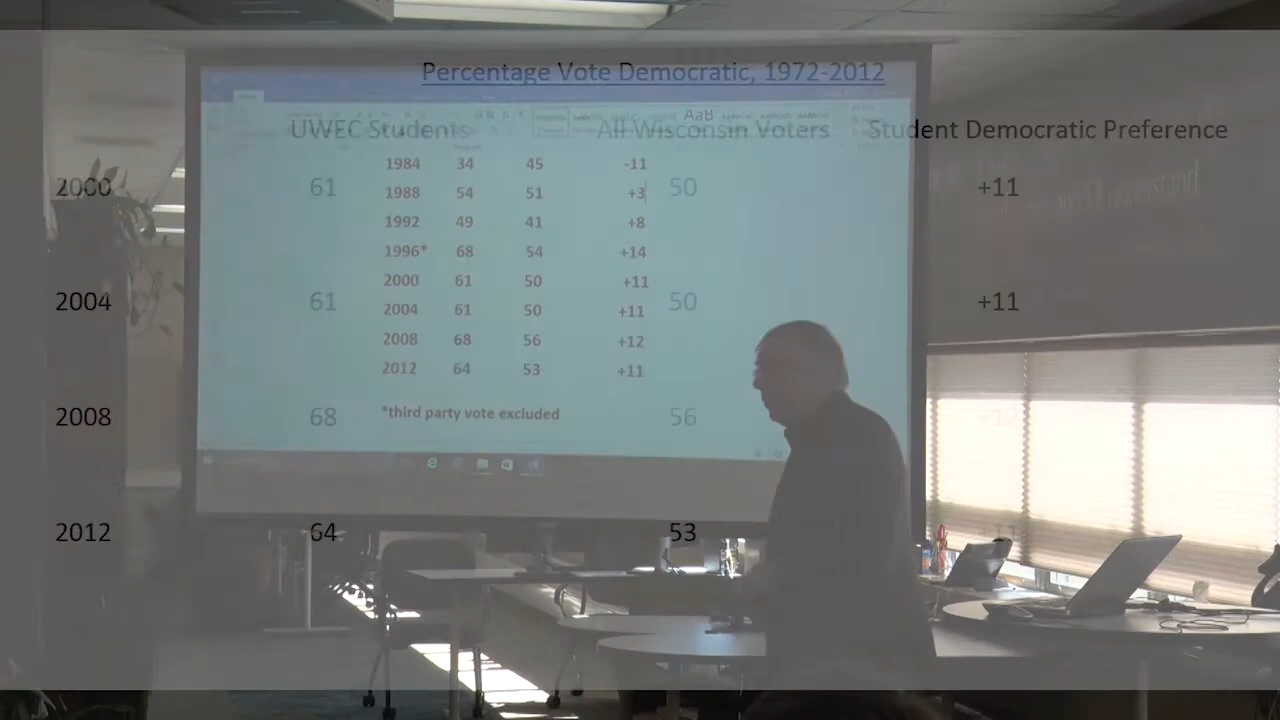 Percentage Vote Democratic, 1972-2012
UWEC Students All Wisconsin Voters Student Democratic Preference
2000 61 50 +11
2004 61 50 +11
2008 68 56 12
2012 64 53
AaB
1984 34 45 -11
1988 54 51 +3
1992 49 41 +8
1996* 68 54 +14
2000 61 50 +11
2004 61 50 +11
2008 68 56 +12
2012 64 53 +11
*third party vote excluded
understand